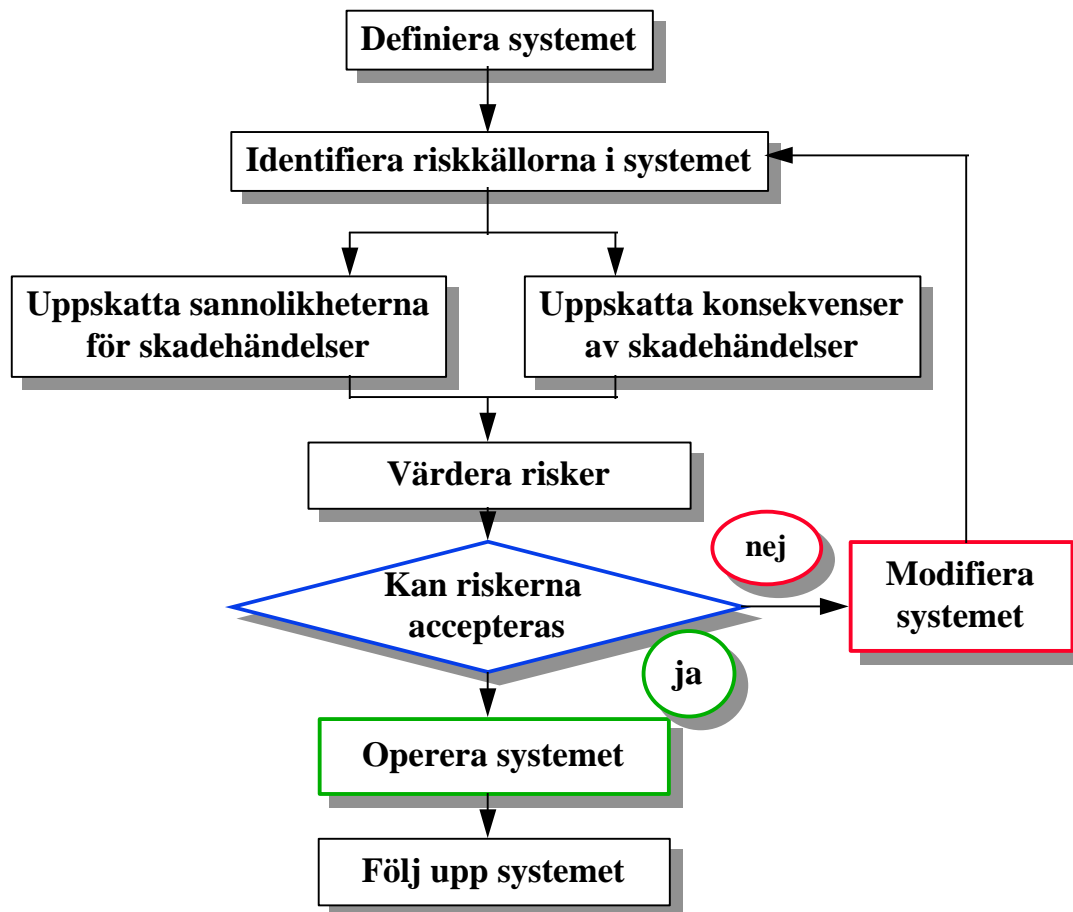 Definiera systemet
Identifiera riskkällorna i systemet
Uppskatta sannolikheterna
för skadehändelser
Uppskatta konsekvenser
av skadehändelser
Värdera risker
Kan riskerna
accepteras
nej
Modifiera
systemet
ja
Operera systemet
Följ upp systemet